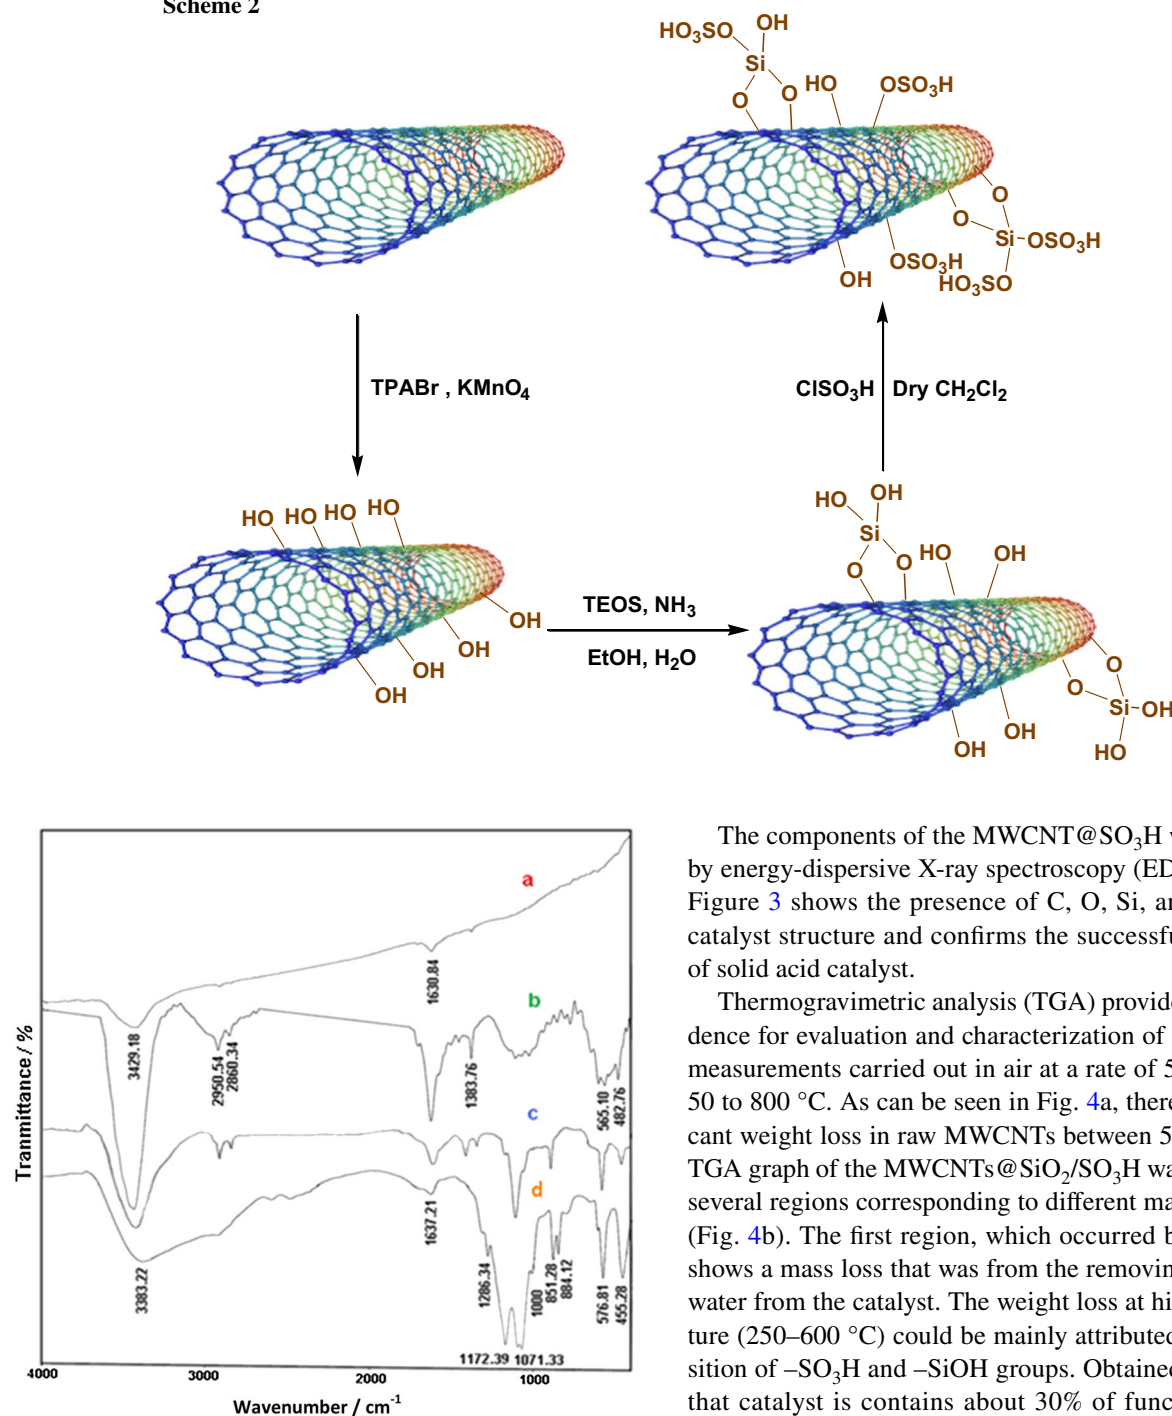 Scheme 2
HO3SO
OH
Si
O
O
HO
OSO3H
O
O
Si
OSO3H
OSO3H
HO3SO
OH
TPABr , KMnO4
ClSO3H
Dry CH2Cl2
HO
HO
HO
HO
OH
OH
OH
OH
TEOS, NH3
EtOH, H2O
HO
OH
Si
O
O
HO
OH
O
O
Si
OH
HO
OH
OH
Tranmittance / %
a
b
c
d
3429.18
1630.84
2950.54
2860.34
1383.76
565.10
482.76
3383.22
1637.21
1286.34
1172.39
1071.33
1000
851.28
884.12
576.81
455.28
4000
3000
2000
1000
Wavenumber / cm-1
The components of the MWCNT@SO3H
by energy-dispersive X-ray spectroscopy (ED
Figure 3 shows the presence of C, O, Si, an
catalyst structure and confirms the successfu
of solid acid catalyst.
Thermogravimetric analysis (TGA) provide
dence for evaluation and characterization of
measurements carried out in air at a rate of 5
50 to 800 °C. As can be seen in Fig. 4a, there
cant weight loss in raw MWCNTs between 5
TGA graph of the MWCNTs@SiO2/SO3H wa
several regions corresponding to different ma
(Fig. 4b). The first region, which occurred b
shows a mass loss that was from the removin
water from the catalyst. The weight loss at hi
ture (250–600 °C) could be mainly attributed
sition of –SO3H and –SiOH groups. Obtained
that catalyst is contains about 30% of func